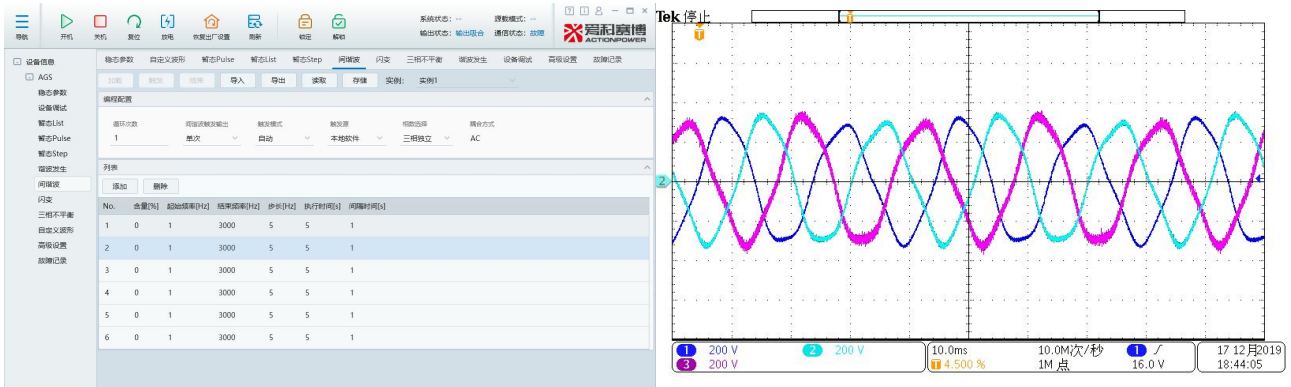 导航 开机 关机 复位 放电 恢复出厂设置 刷新 锁定 解锁
系统状态: -- 源载模式: --
输出状态: 输出吸合 通信状态: 故障
爱科赛博
ACTIONPOWER
设备信息
AGS
稳态参数
设备调试
暂态List
暂态Pulse
暂态Step
谐波发生
间谐波
闪变
三相不平衡
自定义波形
高级设置
故障记录
稳态参数 自定义波形 暂态Pulse 暂态List 暂态Step 间谐波 闪变 三相不平衡 谐波发生 设备调试 高级设置 故障记录
加载 触发 结束 导入 导出 读取 存储 实例: 实例1
编程配置
循环次数 间谐波触发输出 触发模式 触发源 相数选择 耦合方式
1 单次 自动 本地软件 三相独立 AC
列表
添加 删除
No. 含量[%] 起始频率[Hz] 结束频率[Hz] 步长[Hz] 执行时间[s] 间隔时间[s]
1 0 1 3000 5 5 1
2 0 1 3000 5 5 1
3 0 1 3000 5 5 1
4 0 1 3000 5 5 1
5 0 1 3000 5 5 1
6 0 1 3000 5 5 1
Tek 停止
T
T
2
1 200 V 2 200 V
3 200 V
10.0ms 10.0M次/秒 1 16.0 V
T 4.500 % 1M 点
17 12月2019
18:44:05